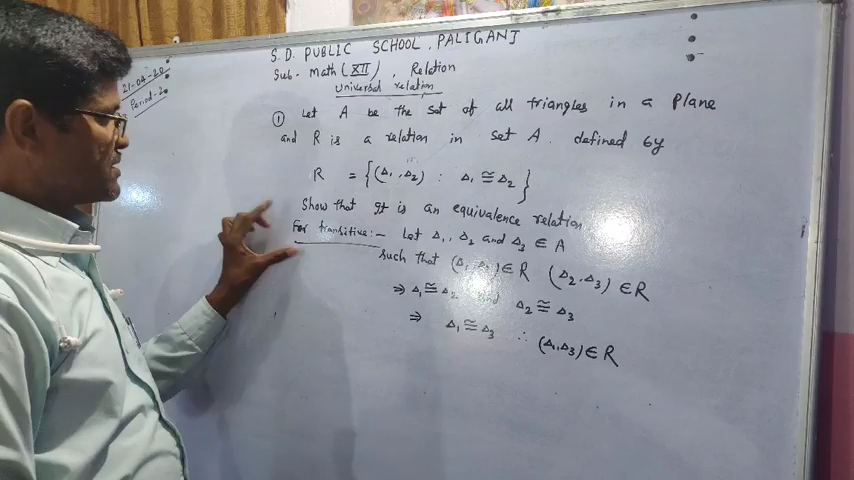 S.D. PUBLIC SCHOOL, PALIGANJ
21-04-20
Period-2
Sub. Math (XII), Relation
Universal relation
① Let A be the set of all triangles in a plane
and R is a relation in set A. defined by
R = {(Δ₁, Δ₂) : Δ₁ ≅ Δ₂}
Show that It is an equivalence relation
For transitive:- Let Δ₁, Δ₂ and Δ₃ ∈ A
such that (Δ₁, Δ₂) ∈ R (Δ₂, Δ₃) ∈ R
⇒ Δ₁ ≅ Δ₂ and Δ₂ ≅ Δ₃
⇒ Δ₁ ≅ Δ₃ ∴ (Δ₁, Δ₃) ∈ R